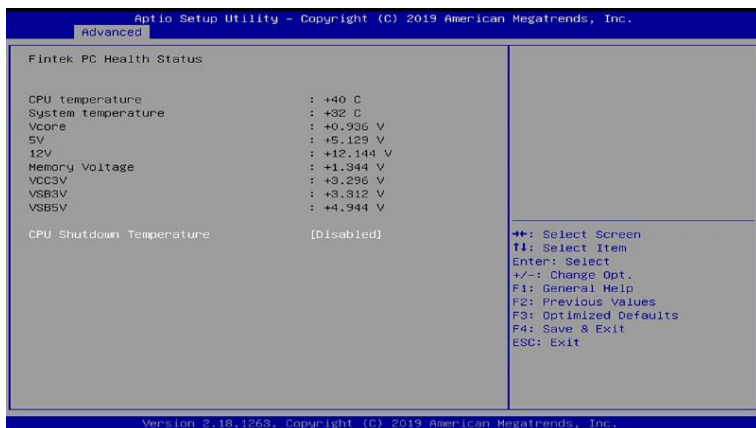 Aptio Setup Utility – Copyright (C) 2019 American Megatrends, Inc.
Advanced
Fintek PC Health Status
CPU temperature : +40 C
System temperature : +32 C
Vcore : +0.936 V
5V : +5.129 V
12V : +12.144 V
Memory Voltage : +1.344 V
VCC3V : +3.296 V
VSB3V : +3.312 V
VSB5V : +4.944 V
CPU Shutdown Temperature [Disabled]
→←: Select Screen
↑↓: Select Item
Enter: Select
+/-: Change Opt.
F1: General Help
F2: Previous Values
F3: Optimized Defaults
F4: Save & Exit
ESC: Exit
Version 2.18.1263. Copyright (C) 2019 American Megatrends, Inc.